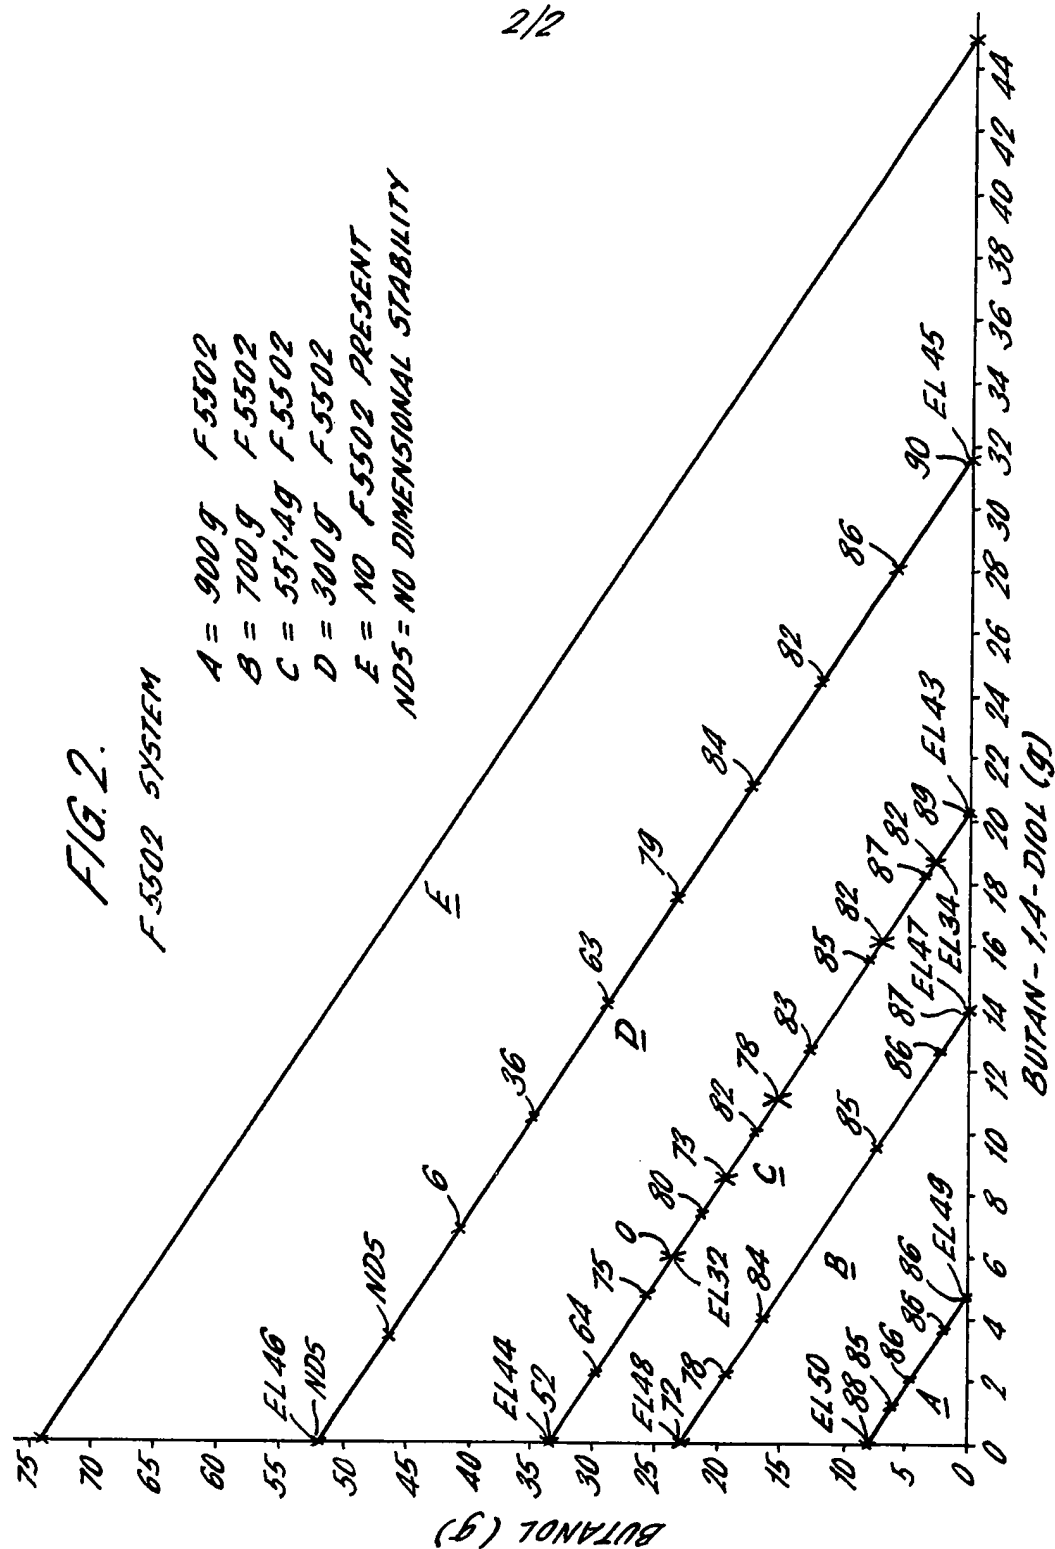 2/2
FIG. 2.
F5502 SYSTEM
A = 900g F5502
B = 700g F5502
C = 551·4g F5502
D = 300g F5502
E = NO F5502 PRESENT
NDS = NO DIMENSIONAL STABILITY
BUTANOL (g)
75
70
65
60
55
50
45
40
35
30
25
20
15
10
5
0
E
EL46
NDS
NDS
6
36
63
D
79
84
82
86
90
EL45
EL44
52
64
75
0
EL32
80
73
C
82
78
83
85
82
87
82
89
EL34
EL43
EL48
72
78
84
B
85
86
87
EL47
EL50
88
85
86
A
86
86
EL49
0
2
4
6
8
10
12
14
16
18
20
22
24
26
28
30
32
34
36
38
40
42
44
BUTAN-1,4-DIOL (g)